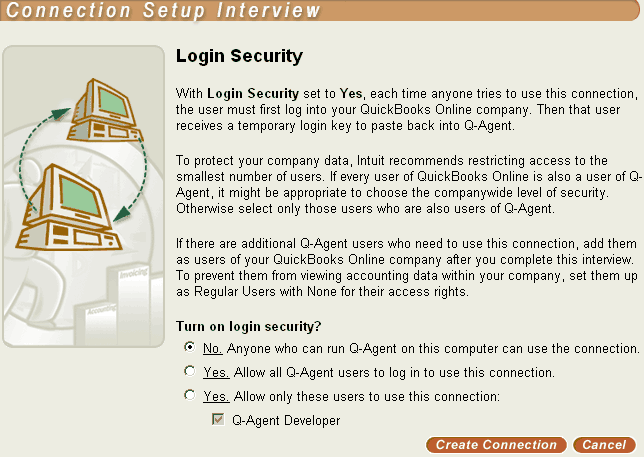 Connection Setup Interview
Login Security
With Login Security set to Yes, each time anyone tries to use this connection,
the user must first log into your QuickBooks Online company. Then that user
receives a temporary login key to paste back into Q-Agent.
To protect your company data, Intuit recommends restricting access to the
smallest number of users. If every user of QuickBooks Online is also a user of Q-
Agent, it might be appropriate to choose the companywide level of security.
Otherwise select only those users who are also users of Q-Agent.
If there are additional Q-Agent users who need to use this connection, add them
as users of your QuickBooks Online company after you complete this interview.
To prevent them from viewing accounting data within your company, set them up
as Regular Users with None for their access rights.
Turn on login security?
No. Anyone who can run Q-Agent on this computer can use the connection.
Yes. Allow all Q-Agent users to log in to use this connection.
Yes. Allow only these users to use this connection:
Q-Agent Developer
Invoicing
Accounting
Create Connection
Cancel